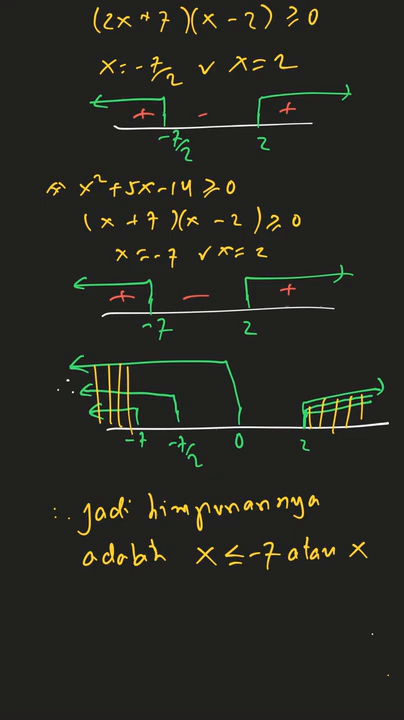 (2x + 7)(x - 2) ≥ 0
x = -7/2 ∨ x = 2
+ - +
-7/2 2
x² + 5x - 14 ≥ 0
(x + 7)(x - 2) ≥ 0
x = -7 ∨ x = 2
+ - +
-7 2
∴
-7 -7/2 0 2
∴ jadi himpunannya
adalah x ≤ -7 atau x